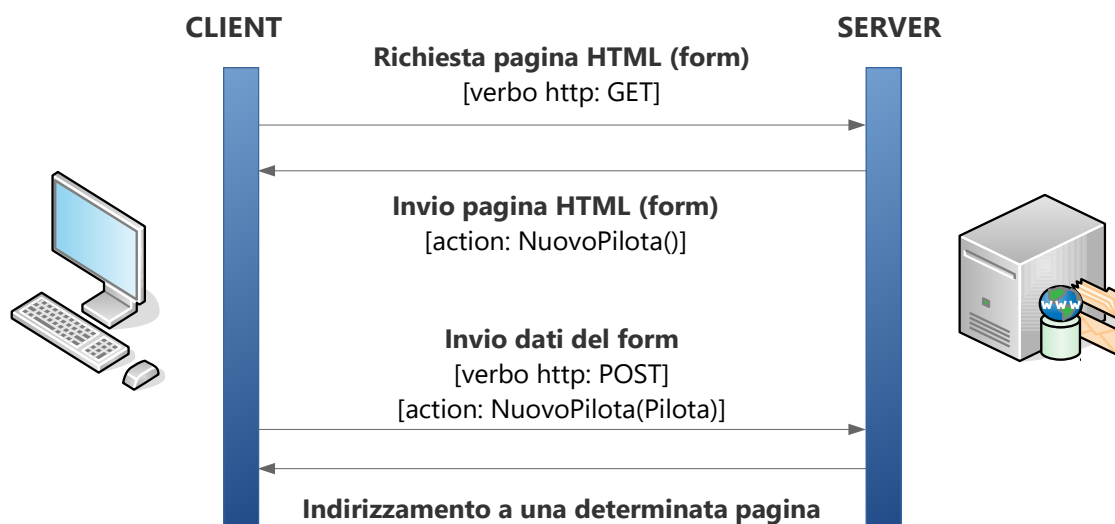 CLIENT
SERVER
Richiesta pagina HTML (form)
[verbo http: GET]
Invio pagina HTML (form)
[action: NuovoPilota()]
Invio dati del form
[verbo http: POST]
[action: NuovoPilota(Pilota)]
Indirizzamento a una determinata pagina
WWW